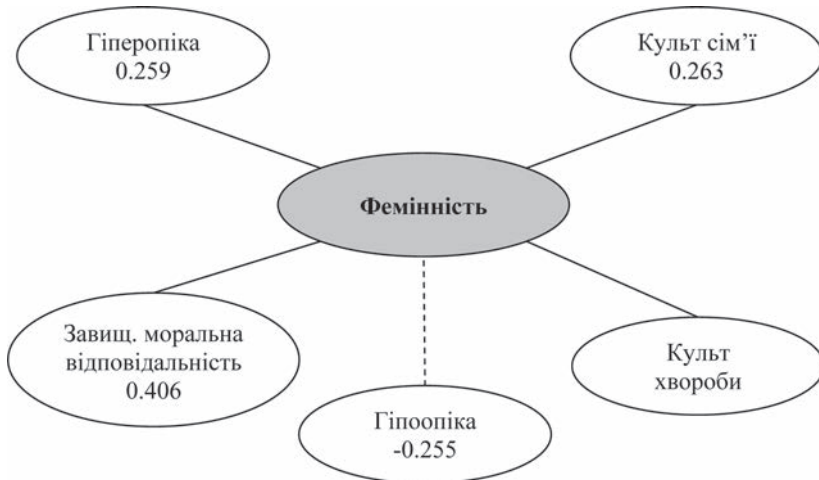 Гіперопіка
0.259
Культ сім’ї
0.263
Фемінність
Завищ. моральна
відповідальність
0.406
Гіпоопіка
-0.255
Культ
хвороби